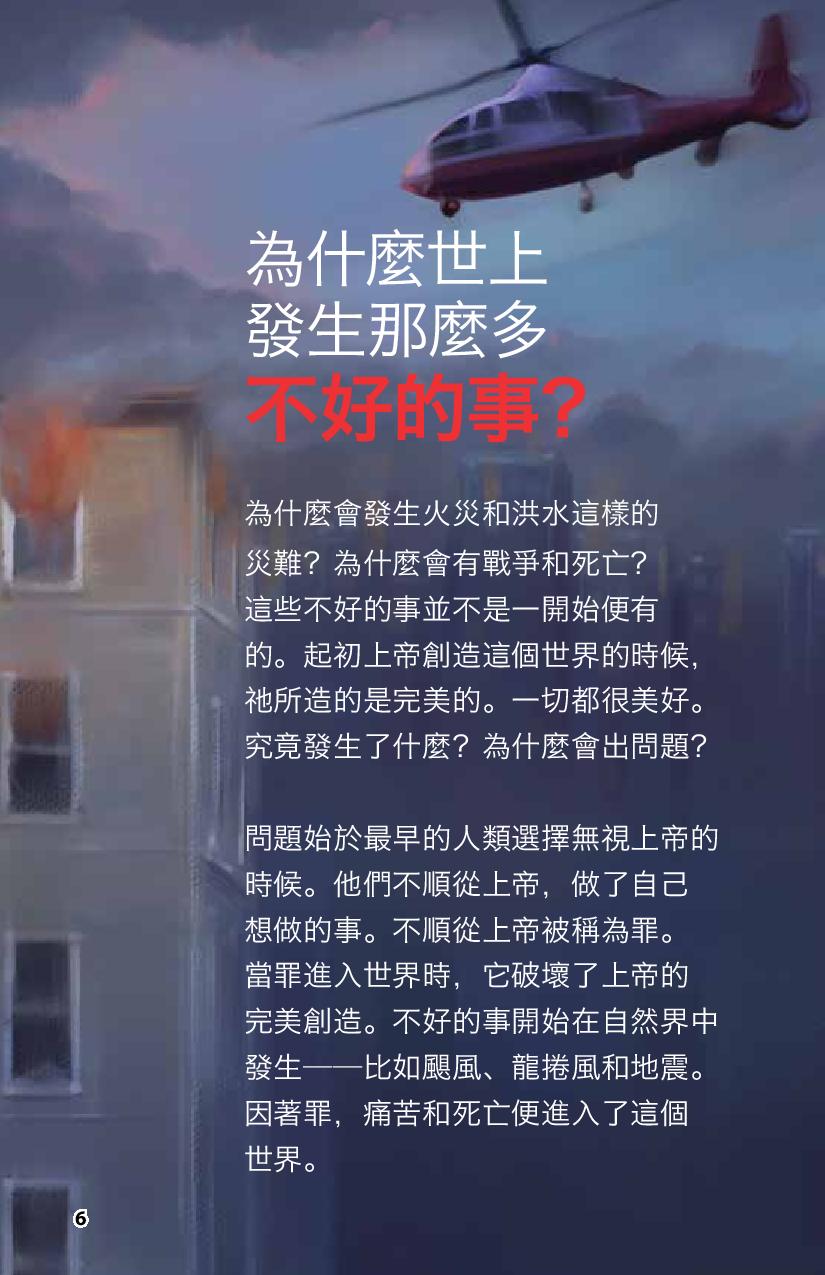 為什麼世上
發生那麼多
不好的事?
為什麼會發生火災和洪水這樣的
災難？為什麼會有戰爭和死亡？
這些不好的事並不是一開始便有
的。起初上帝創造這個世界的時候，
祂所造的是完美的。一切都很美好。
究竟發生了什麼？為什麼會出問題？
問題始於最早的人類選擇無視上帝的
時候。他們不順從上帝，做了自己
想做的事。不順從上帝被稱為罪。
當罪進入世界時，它破壞了上帝的
完美創造。不好的事開始在自然界中
發生——比如颶風、龍捲風和地震。
因著罪，痛苦和死亡便進入了這個
世界。
6